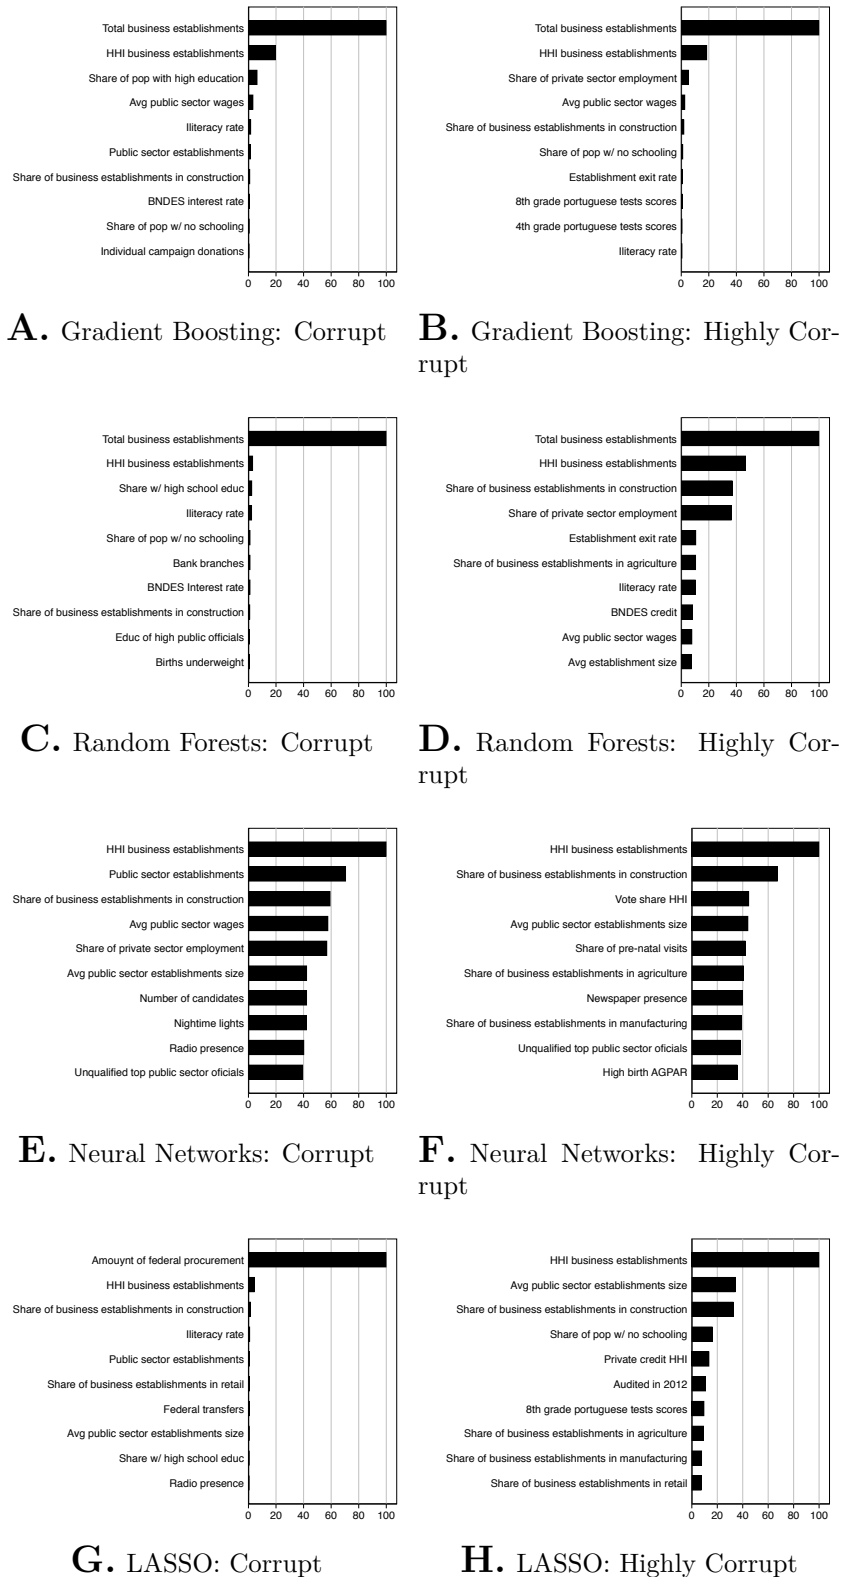 Total business establishments
HHI business establishments
Share of pop with high education
Avg public sector wages
Iliteracy rate
Public sector establishments
Share of business establishments in construction
BNDES interest rate
Share of pop w/ no schooling
Individual campaign donations
0 20 40 60 80 100
A. Gradient Boosting: Corrupt
Total business establishments
HHI business establishments
Share of private sector employment
Avg public sector wages
Share of business establishments in construction
Share of pop w/ no schooling
Establishment exit rate
8th grade portuguese tests scores
4th grade portuguese tests scores
Iliteracy rate
0 20 40 60 80 100
B. Gradient Boosting: Highly Cor-
rupt
Total business establishments
HHI business establishments
Share w/ high school educ
Iliteracy rate
Share of pop w/ no schooling
Bank branches
BNDES Interest rate
Share of business establishments in construction
Educ of high public officials
Births underweight
0 20 40 60 80 100
C. Random Forests: Corrupt
Total business establishments
HHI business establishments
Share of business establishments in construction
Share of private sector employment
Establishment exit rate
Share of business establishments in agriculture
Iliteracy rate
BNDES credit
Avg public sector wages
Avg establishment size
0 20 40 60 80 100
D. Random Forests: Highly Cor-
rupt
HHI business establishments
Public sector establishments
Share of business establishments in construction
Avg public sector wages
Share of private sector employment
Avg public sector establishments size
Number of candidates
Nightime lights
Radio presence
Unqualified top public sector oficials
0 20 40 60 80 100
E. Neural Networks: Corrupt
HHI business establishments
Share of business establishments in construction
Vote share HHI
Avg public sector establishments size
Share of pre-natal visits
Share of business establishments in agriculture
Newspaper presence
Share of business establishments in manufacturing
Unqualified top public sector oficials
High birth AGPAR
0 20 40 60 80 100
F. Neural Networks: Highly Cor-
rupt
Amouynt of federal procurement
HHI business establishments
Share of business establishments in construction
Iliteracy rate
Public sector establishments
Share of business establishments in retail
Federal transfers
Avg public sector establishments size
Share w/ high school educ
Radio presence
0 20 40 60 80 100
G. LASSO: Corrupt
HHI business establishments
Avg public sector establishments size
Share of business establishments in construction
Share of pop w/ no schooling
Private credit HHI
Audited in 2012
8th grade portuguese tests scores
Share of business establishments in agriculture
Share of business establishments in manufacturing
Share of business establishments in retail
0 20 40 60 80 100
H. LASSO: Highly Corrupt